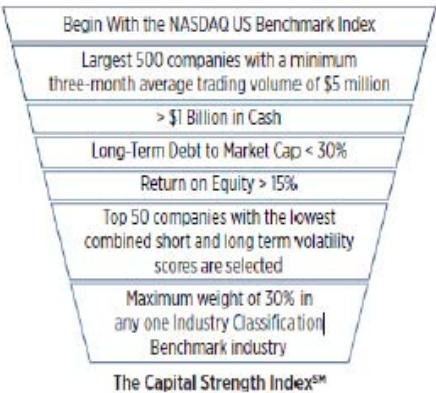 Begin With the NASDAQ US Benchmark Index
Largest 500 companies with a minimum
three-month average trading volume of $5 million
> $1 Billion in Cash
Long-Term Debt to Market Cap < 30%
Return on Equity > 15%
Top 50 companies with the lowest
combined short and long term volatility
scores are selected
Maximum weight of 30% in
any one Industry Classification
Benchmark industry
The Capital Strength Index℠